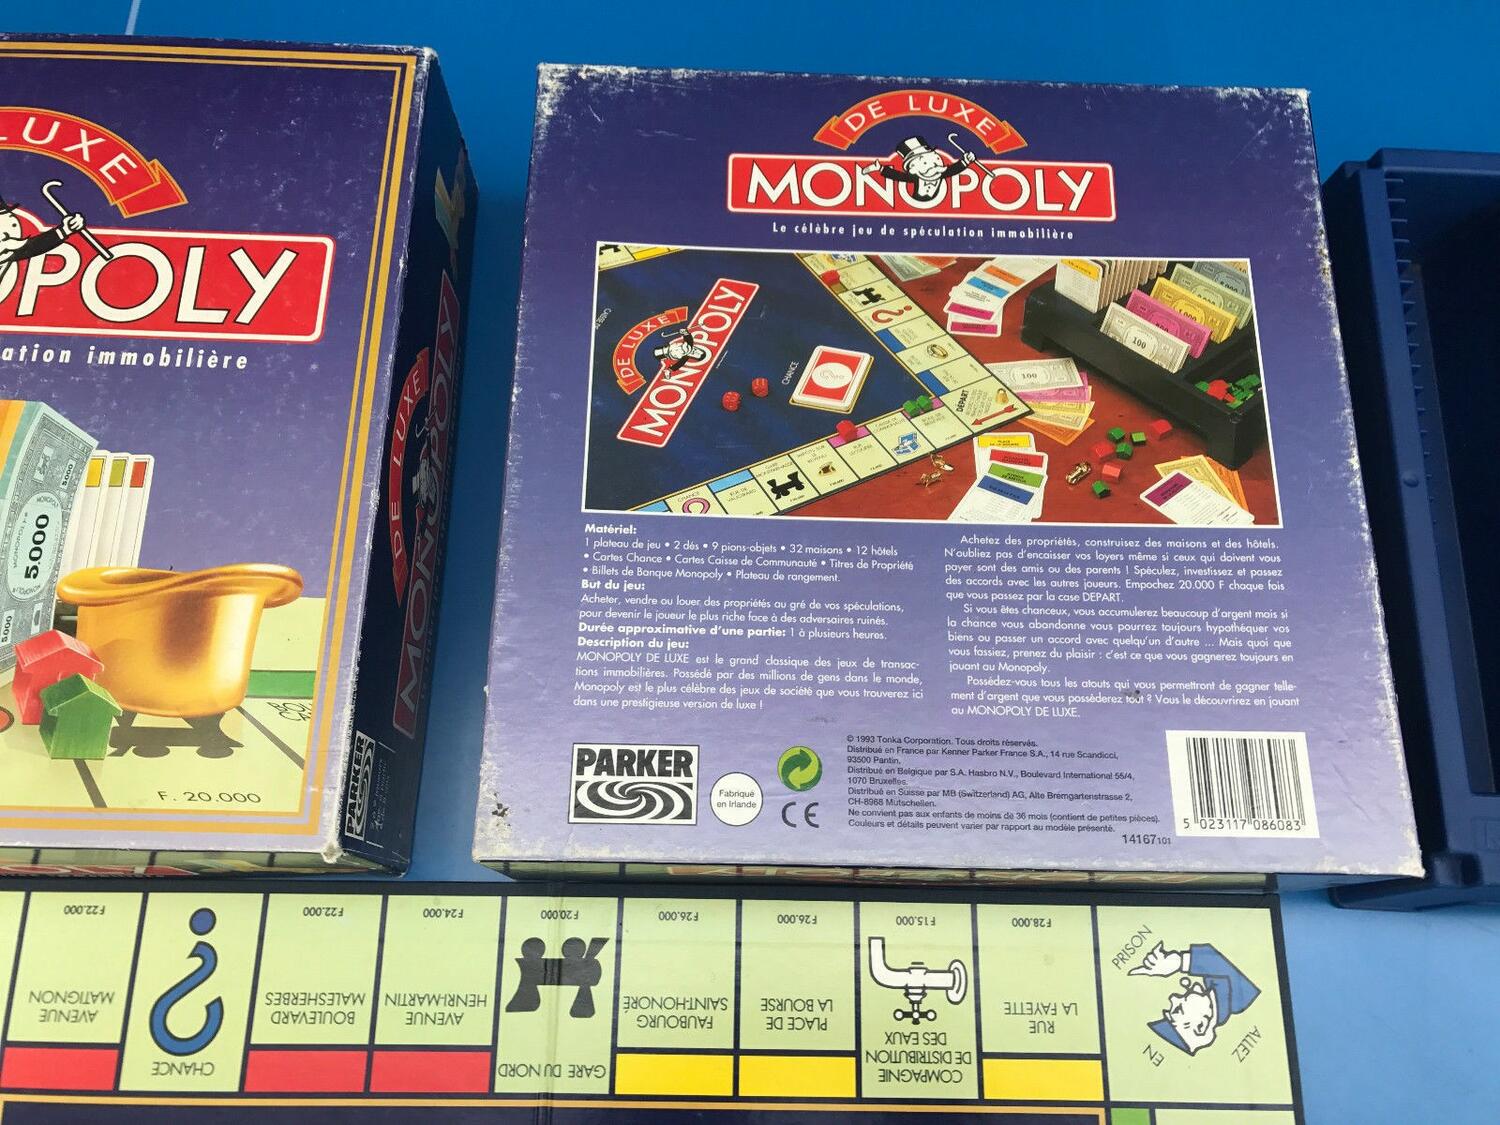 LUXE
OPOLY
ation immobilière
5.000
5000
5000
F. 20.000
DE LUXE
MONOPOLY
PARKER
DE LUXE
MONOPOLY
Le célèbre jeu de spéculation immobilière
DE LUXE
MONOPOLY
CHANCE
DÉPART
100
100
CHANCE
Matériel:
1 plateau de jeu • 2 dés • 9 pions-objets • 32 maisons • 12 hôtels
• Cartes Chance • Cartes Caisse de Communauté • Titres de Propriété
• Billets de Banque Monopoly • Plateau de rangement.
But du jeu:
Acheter, vendre ou louer des propriétés au gré de vos spéculations,
pour devenir le joueur le plus riche face à des adversaires ruinés.
Durée approximative d'une partie: 1 à plusieurs heures.
Description du jeu:
MONOPOLY DE LUXE est le grand classique des jeux de transac-
tions immobilières. Possédé par des millions de gens dans le monde,
Monopoly est le plus célèbre des jeux de société que vous trouverez ici
dans une prestigieuse version de luxe !
Achetez des propriétés, construisez des maisons et des hôtels.
N'oubliez pas d'encaisser vos loyers même si ceux qui doivent vous
payer sont des amis ou des parents ! Spéculez, investissez et passez
des accords avec les autres joueurs. Empochez 20.000 F chaque fois
que vous passez par la case DEPART.
Si vous êtes chanceux, vous accumulerez beaucoup d'argent mais si
la chance vous abandonne vous pourrez toujours hypothéquer vos
biens ou passer un accord avec quelqu'un d'autre ... Mais quoi que
vous fassiez, prenez du plaisir : c'est ce que vous gagnerez toujours en
jouant au Monopoly.
Possédez-vous tous les atouts qui vous permettront de gagner telle-
ment d'argent que vous posséderez tout ? Vous le découvrirez en jouant
au MONOPOLY DE LUXE.
PARKER
Fabriqué
en Irlande
CE
© 1993 Tonka Corporation. Tous droits réservés.
Distribué en France par Kenner Parker France S.A., 14 rue Scandicci,
93500 Pantin.
Distribué en Belgique par S.A. Hasbro N.V., Boulevard International 55/4,
1070 Bruxelles.
Distribué en Suisse par MB (Switzerland) AG, Alte Bremgartenstrasse 2,
CH-8968 Mutschellen.
Ne convient pas aux enfants de moins de 36 mois (contient de petites pièces).
Couleurs et détails peuvent varier par rapport au modèle présenté.
14167101
5 023117 086083
F22.000
AVENUE
MATIGNON
CHANCE
F22.000
BOULEVARD
MALESHERBES
F24.000
AVENUE
HENRI-MARTIN
F20.000
GARE DU NORD
F26.000
FAUBOURG
SAINT-HONORÉ
F26.000
PLACE DE
LA BOURSE
F15.000
COMPAGNIE
DE DISTRIBUTION
DES EAUX
F28.000
RUE
LA FAYETTE
ALLEZ
EN
PRISON